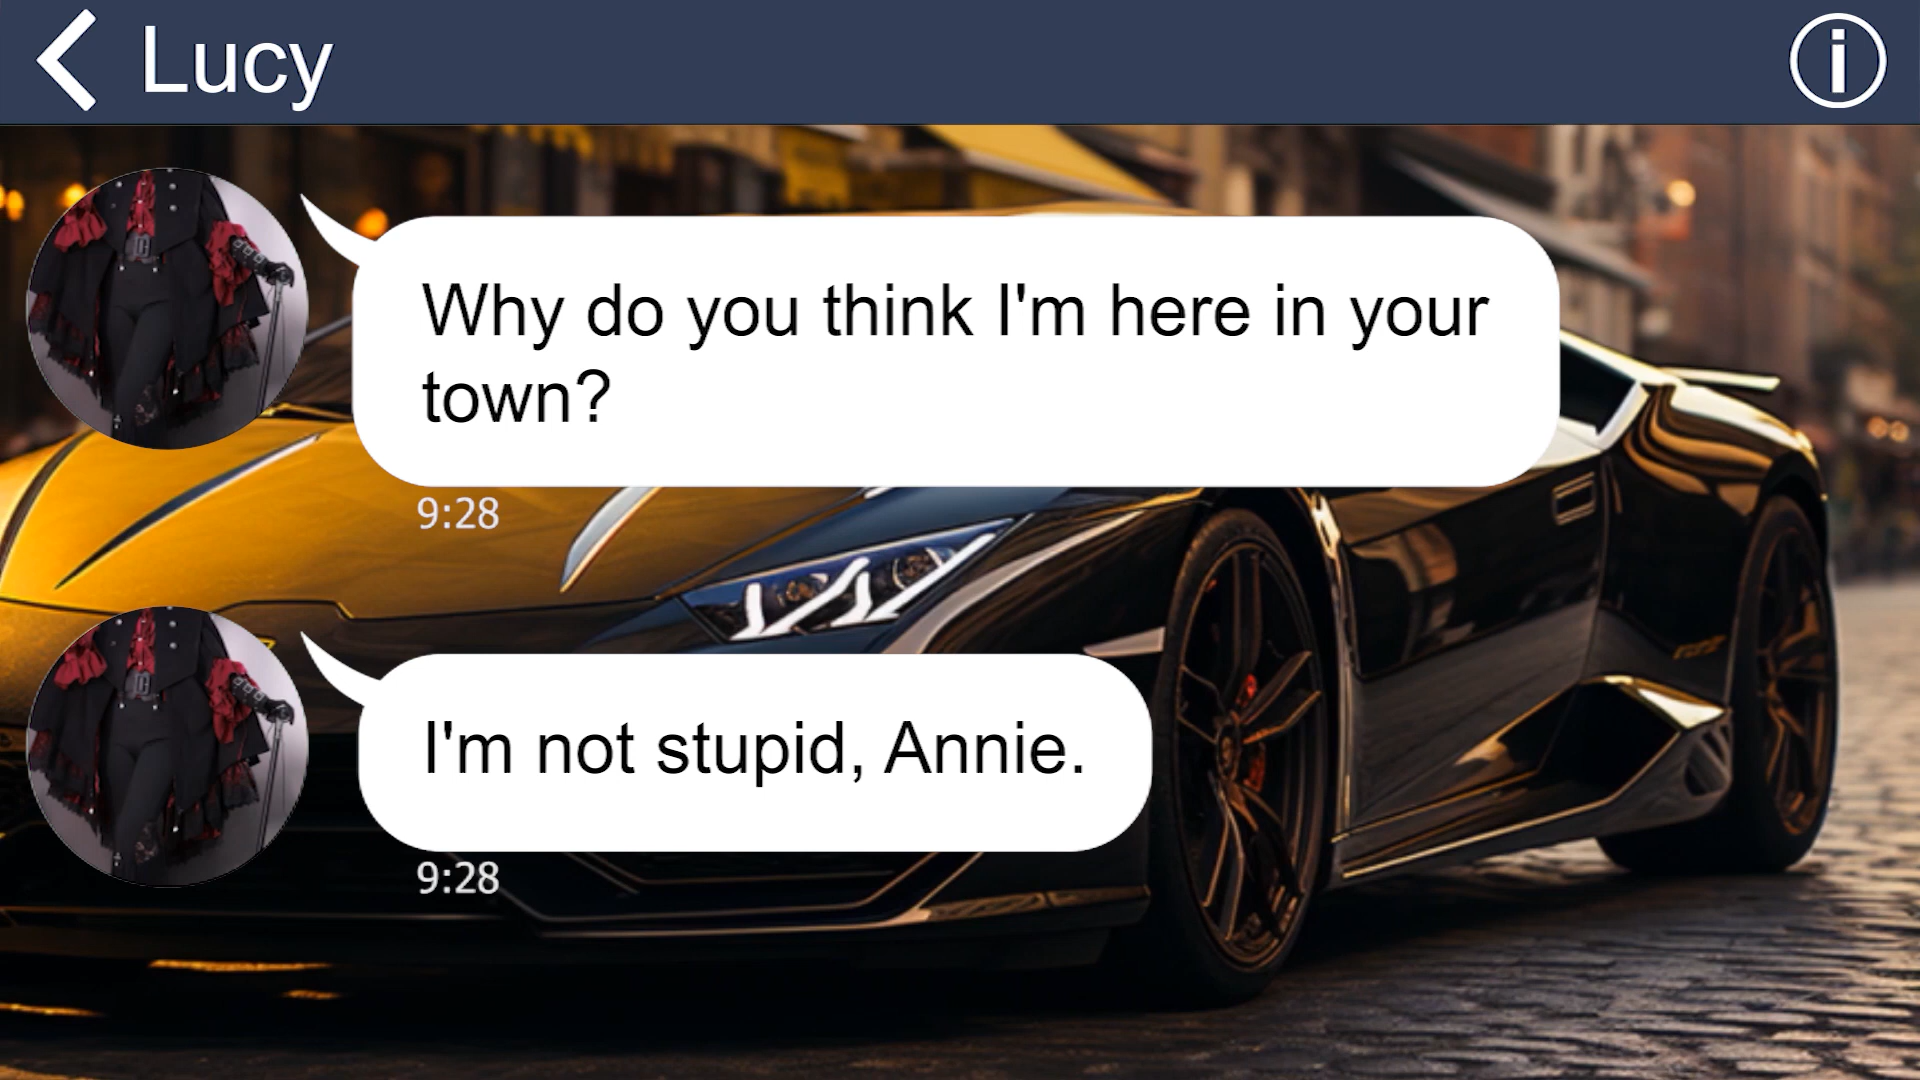 Lucy
Why do you think I'm here in your
town?
9:28
I'm not stupid, Annie.
9:28